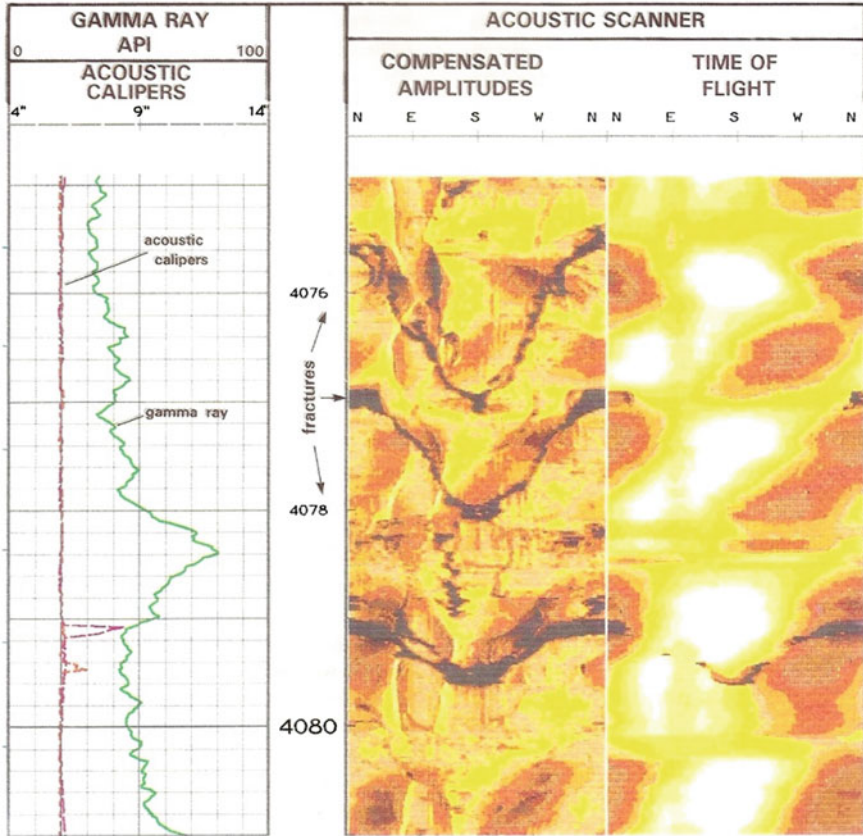 GAMMA RAY
API
0 100
ACOUSTIC
CALIPERS
4" 9" 14"
ACOUSTIC SCANNER
COMPENSATED
AMPLITUDES
TIME OF
FLIGHT
N E S W N N E S W N
acoustic
calipers
gamma ray
4076
fractures
4078
4080